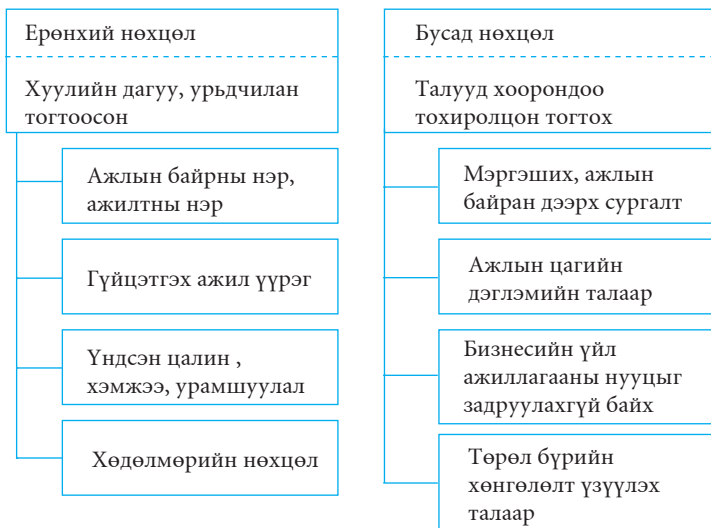 Ерөнхий нөхцөл
Хуулийн дагуу, урьдчилан
тогтоосон
Ажлын байрны нэр,
ажилтны нэр
Гүйцэтгэх ажил үүрэг
Үндсэн цалин ,
хэмжээ, урамшуулал
Хөдөлмөрийн нөхцөл
Бусад нөхцөл
Талууд хоорондоо
тохиролцон тогтох
Мэргэших, ажлын
байран дээрх сургалт
Ажлын цагийн
дэглэмийн талаар
Бизнесийн үйл
ажиллагааны нууцыг
задруулахгүй байх
Төрөл бүрийн
хөнгөлөлт үзүүлэх
талаар